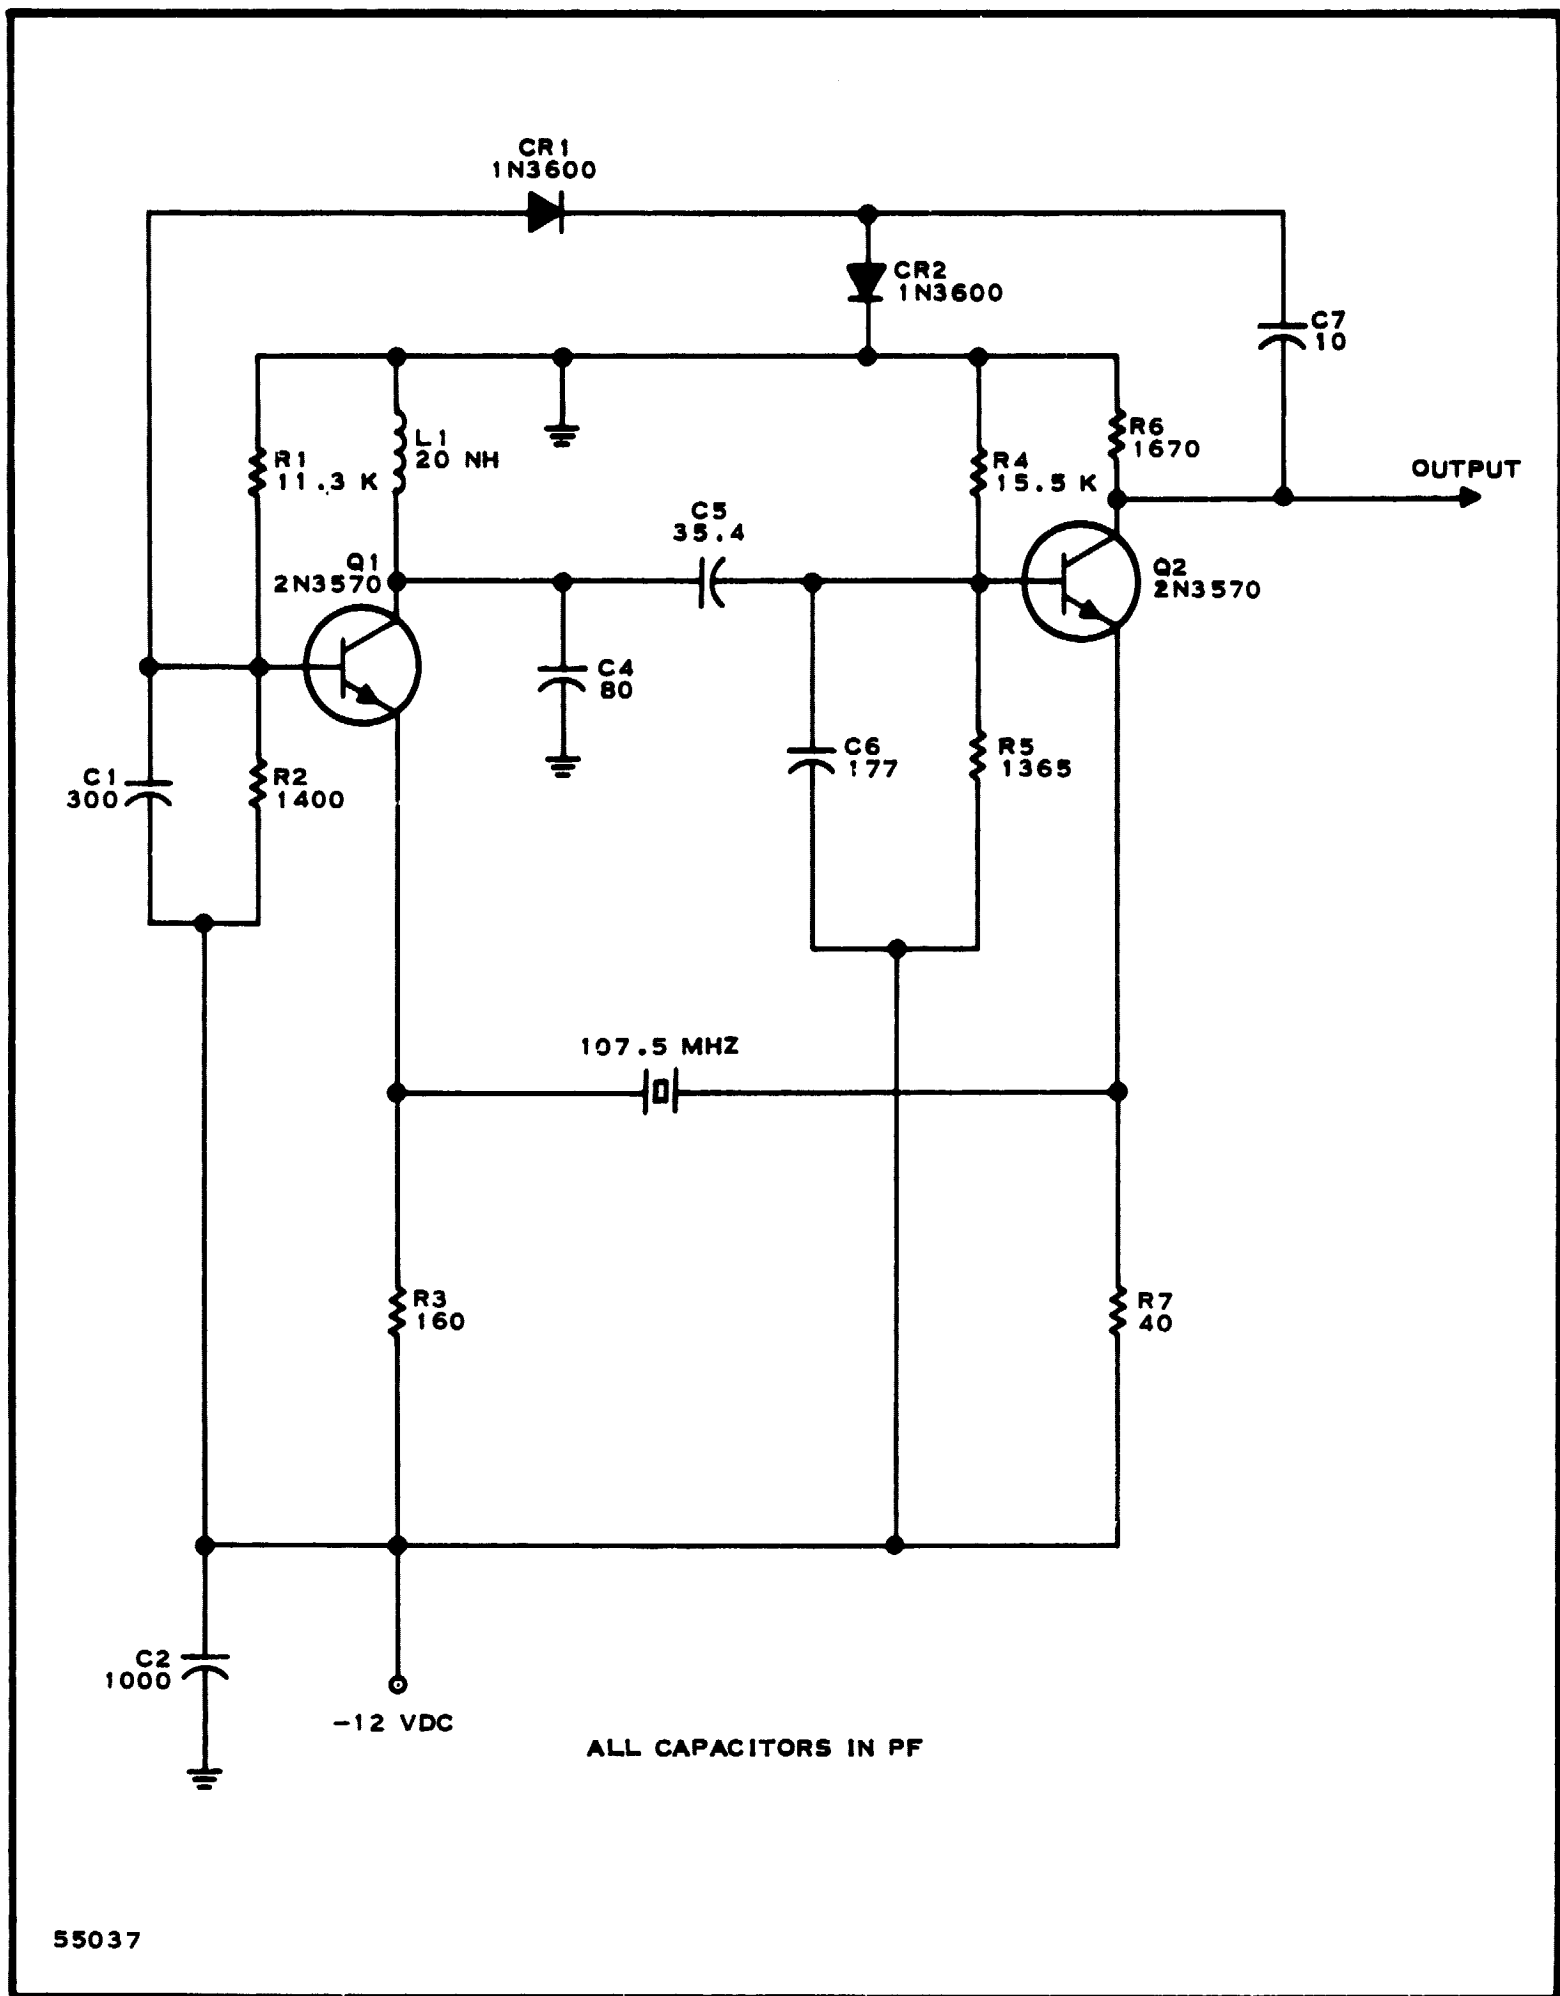 CR1
1N3600
CR2
1N3600
C7
10
R6
1670
L1
20 NH
R1
11.3 K
R4
15.5 K
OUTPUT
C5
35.4
Q1
2N3570
Q2
2N3570
C4
80
C6
177
R5
1365
C1
300
R2
1400
107.5 MHZ
R3
160
R7
40
C2
1000
-12 VDC
ALL CAPACITORS IN PF
55037